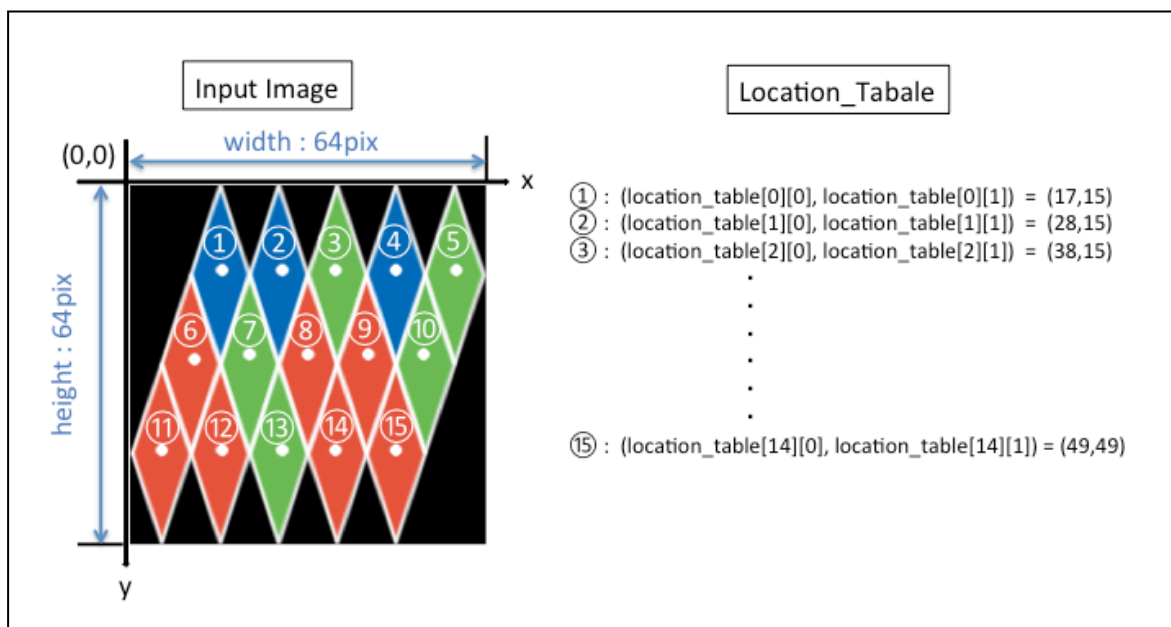 Input Image
Location_Tabale
width : 64pix
(0,0)
x
height : 64pix
① ② ③ ④ ⑤
⑥ ⑦ ⑧ ⑨ ⑩
⑪ ⑫ ⑬ ⑭ ⑮
y
① : (location_table[0][0], location_table[0][1]) = (17,15)
② : (location_table[1][0], location_table[1][1]) = (28,15)
③ : (location_table[2][0], location_table[2][1]) = (38,15)
.
.
.
.
.
.
⑮ : (location_table[14][0], location_table[14][1]) = (49,49)